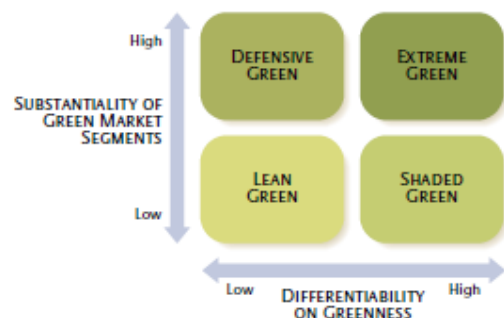 High
DEFENSIVE
GREEN
EXTREME
GREEN
SUBSTANTIALITY OF
GREEN MARKET
SEGMENTS
LEAN
GREEN
SHADED
GREEN
Low
Low
High
DIFFERENTIABILITY
ON GREENNESS